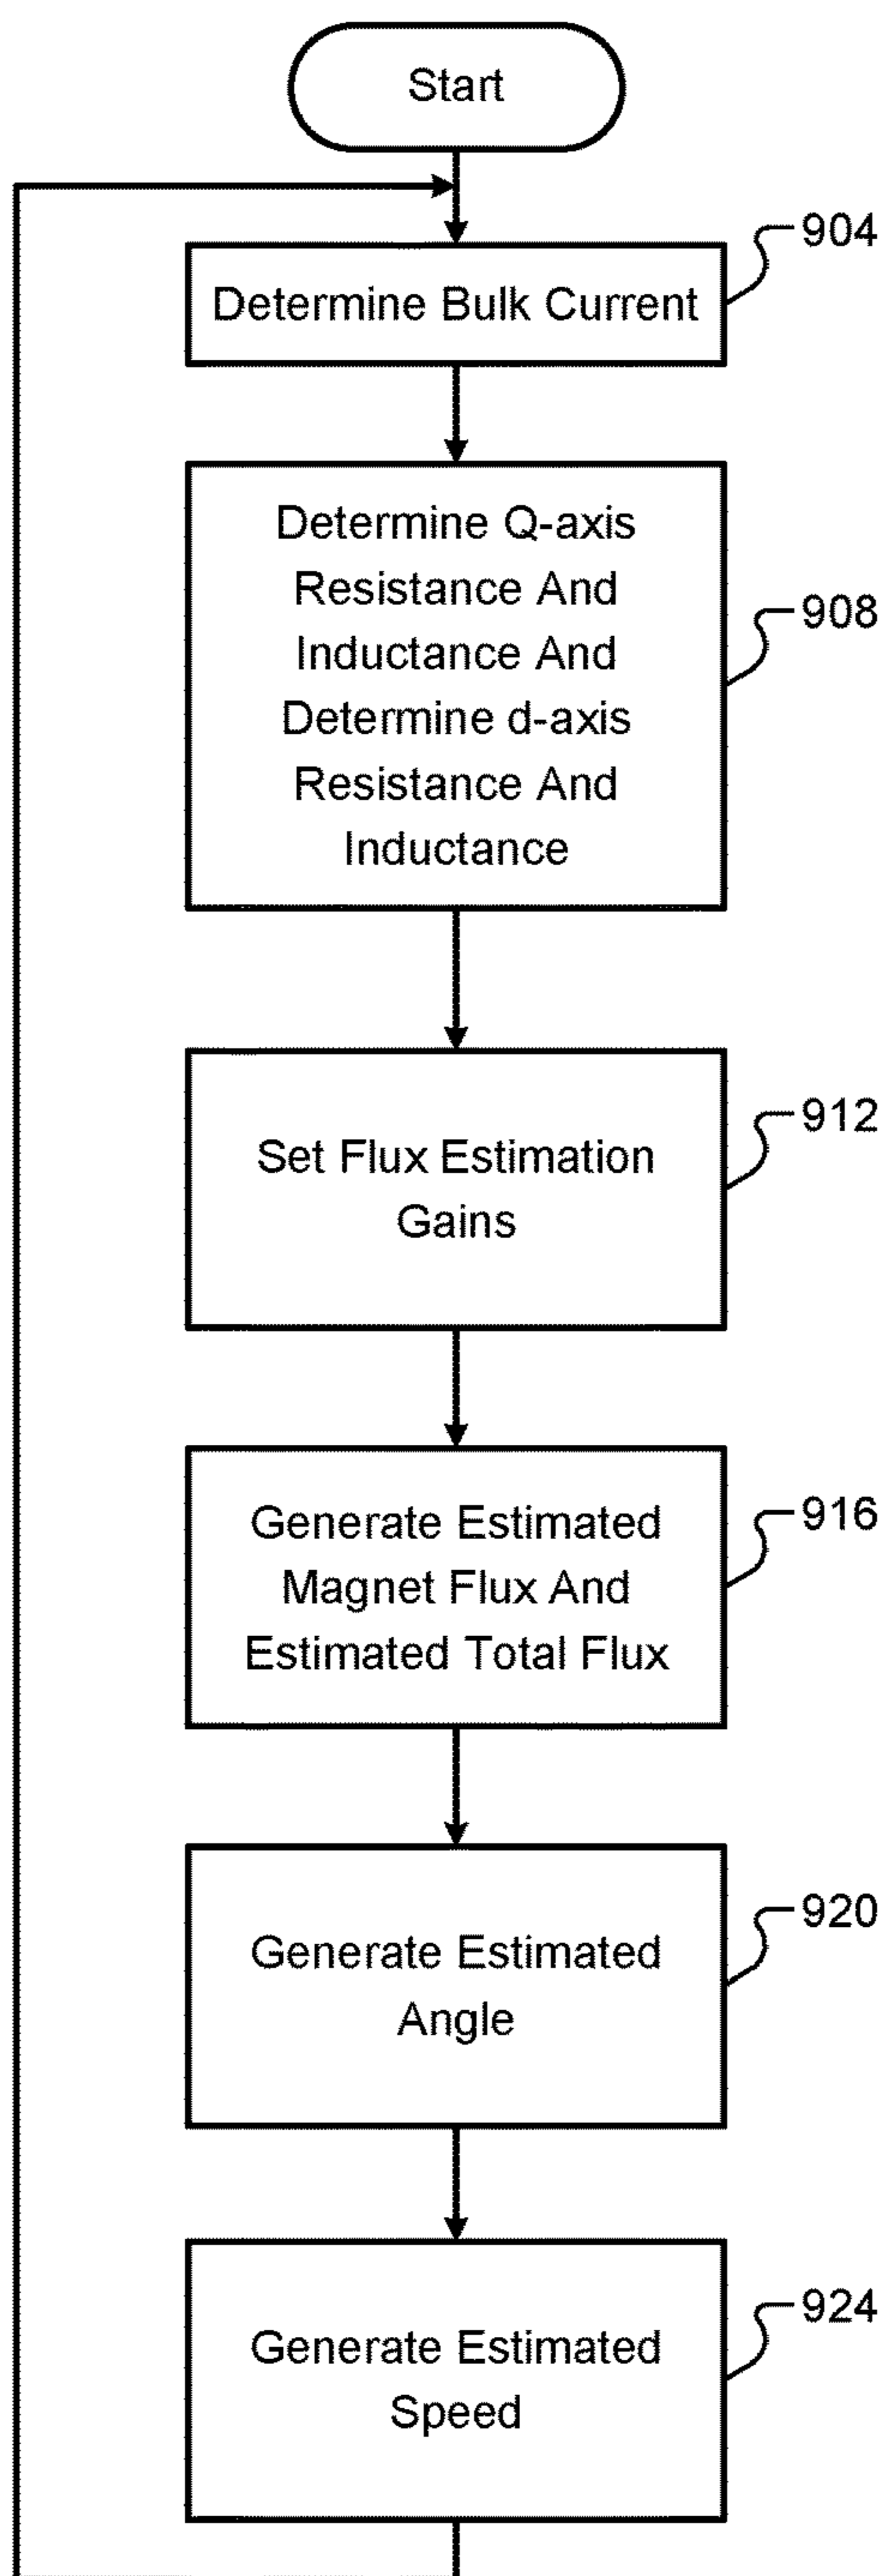 Start
904
Determine Bulk Current
Determine Q-axis
Resistance And
Inductance And
Determine d-axis
Resistance And
Inductance
908
Set Flux Estimation
Gains
912
Generate Estimated
Magnet Flux And
Estimated Total Flux
916
Generate Estimated
Angle
920
Generate Estimated
Speed
924